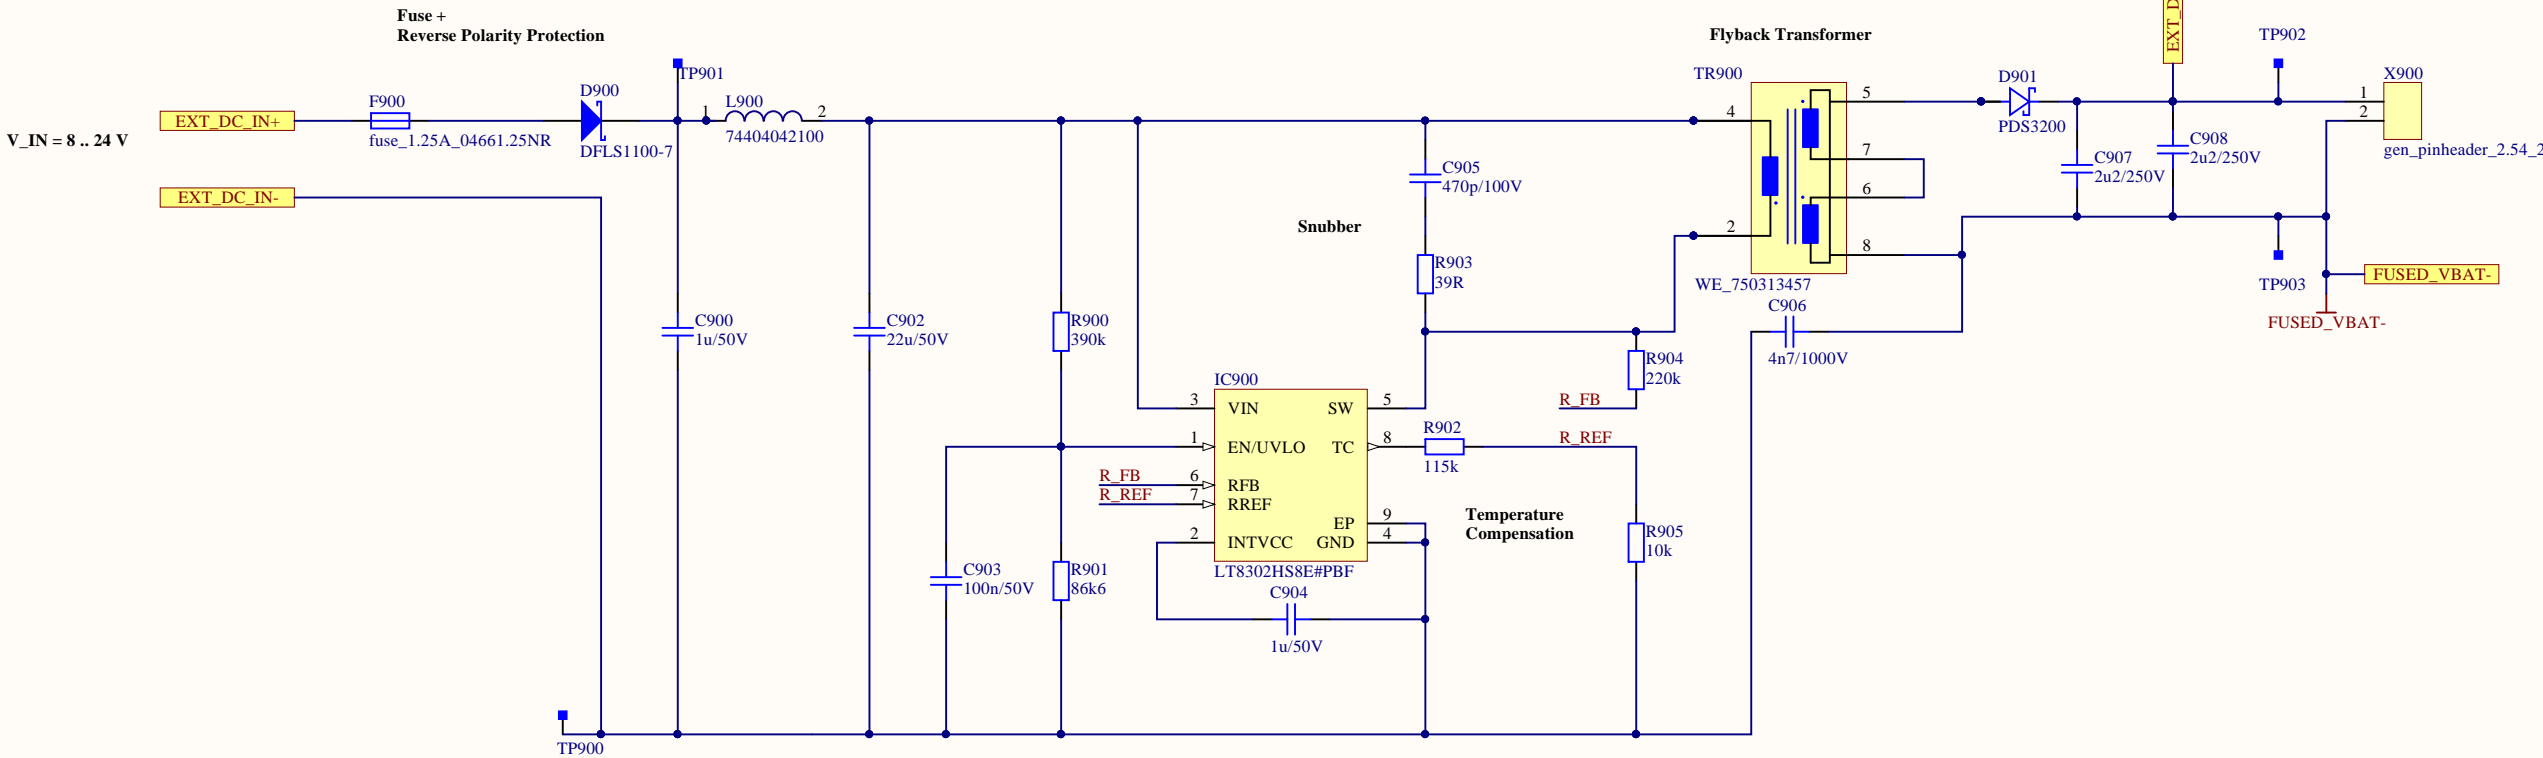 Fuse +
Reverse Polarity Protection
Flyback Transformer
EXT_D
TP902
TP901
TR900
D901
X900
D900
F900
L900
1
2
4
5
1
2
EXT_DC_IN+
V_IN = 8 .. 24 V
fuse_1.25A_04661.25NR
DFLS1100-7
74404042100
PDS3200
C908
2u2/250V
gen_pinheader_2.54_2
7
C907
2u2/250V
C905
470p/100V
6
EXT_DC_IN-
Snubber
2
8
R903
39R
WE_750313457
TP903
FUSED_VBAT-
C906
FUSED_VBAT-
C900
1u/50V
C902
22u/50V
R900
390k
4n7/1000V
R904
220k
IC900
3
VIN
SW
5
R_FB
1
EN/UVLO
TC
8
R902
115k
R_REF
R_FB
6
RFB
R_REF
7
RREF
EP
9
2
INTVCC
GND
4
Temperature
Compensation
R905
10k
LT8302HS8E#PBF
C903
100n/50V
R901
86k6
C904
1u/50V
TP900